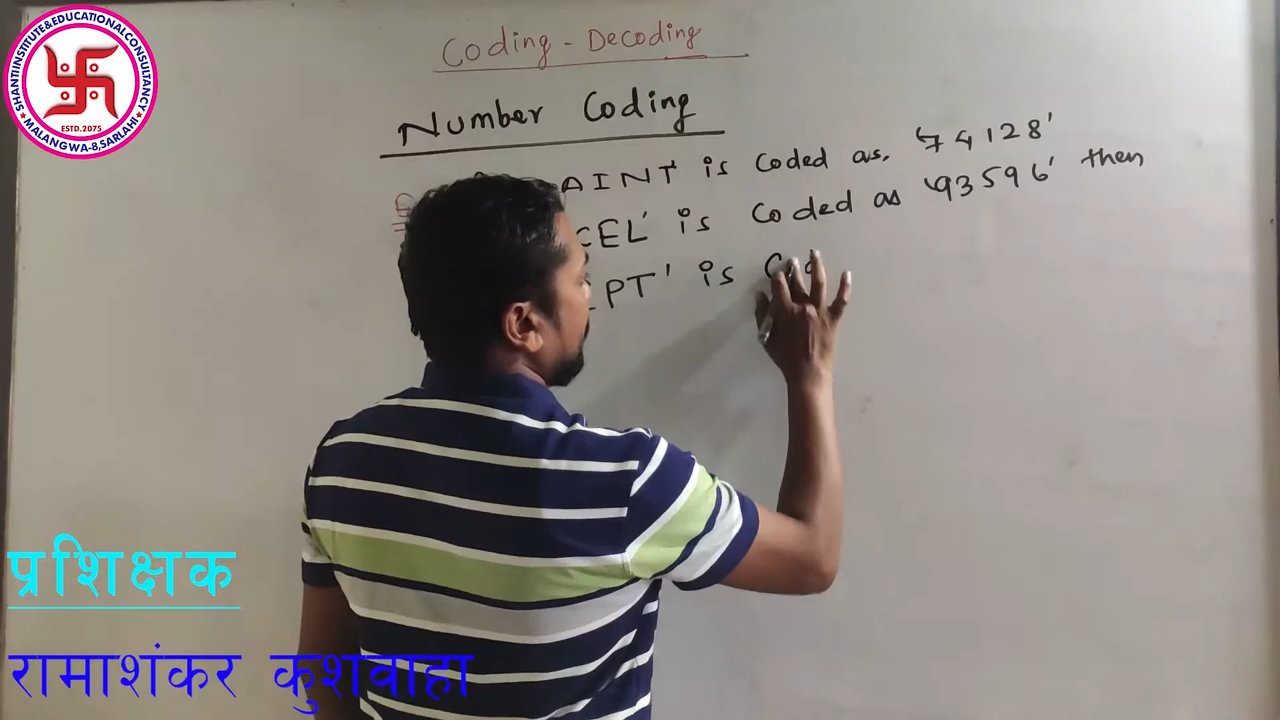 SHANTI INSTITUTE & EDUCATIONAL CONSULTANCY
ESTD.2075
MALANGWA-8, SARLAHI
Coding - Decoding
Number Coding
AINT' is coded as. '74128'
CEL' is coded as '93596' then
PT' is Cod
प्रशिक्षक
रामाशंकर कुशवाहा